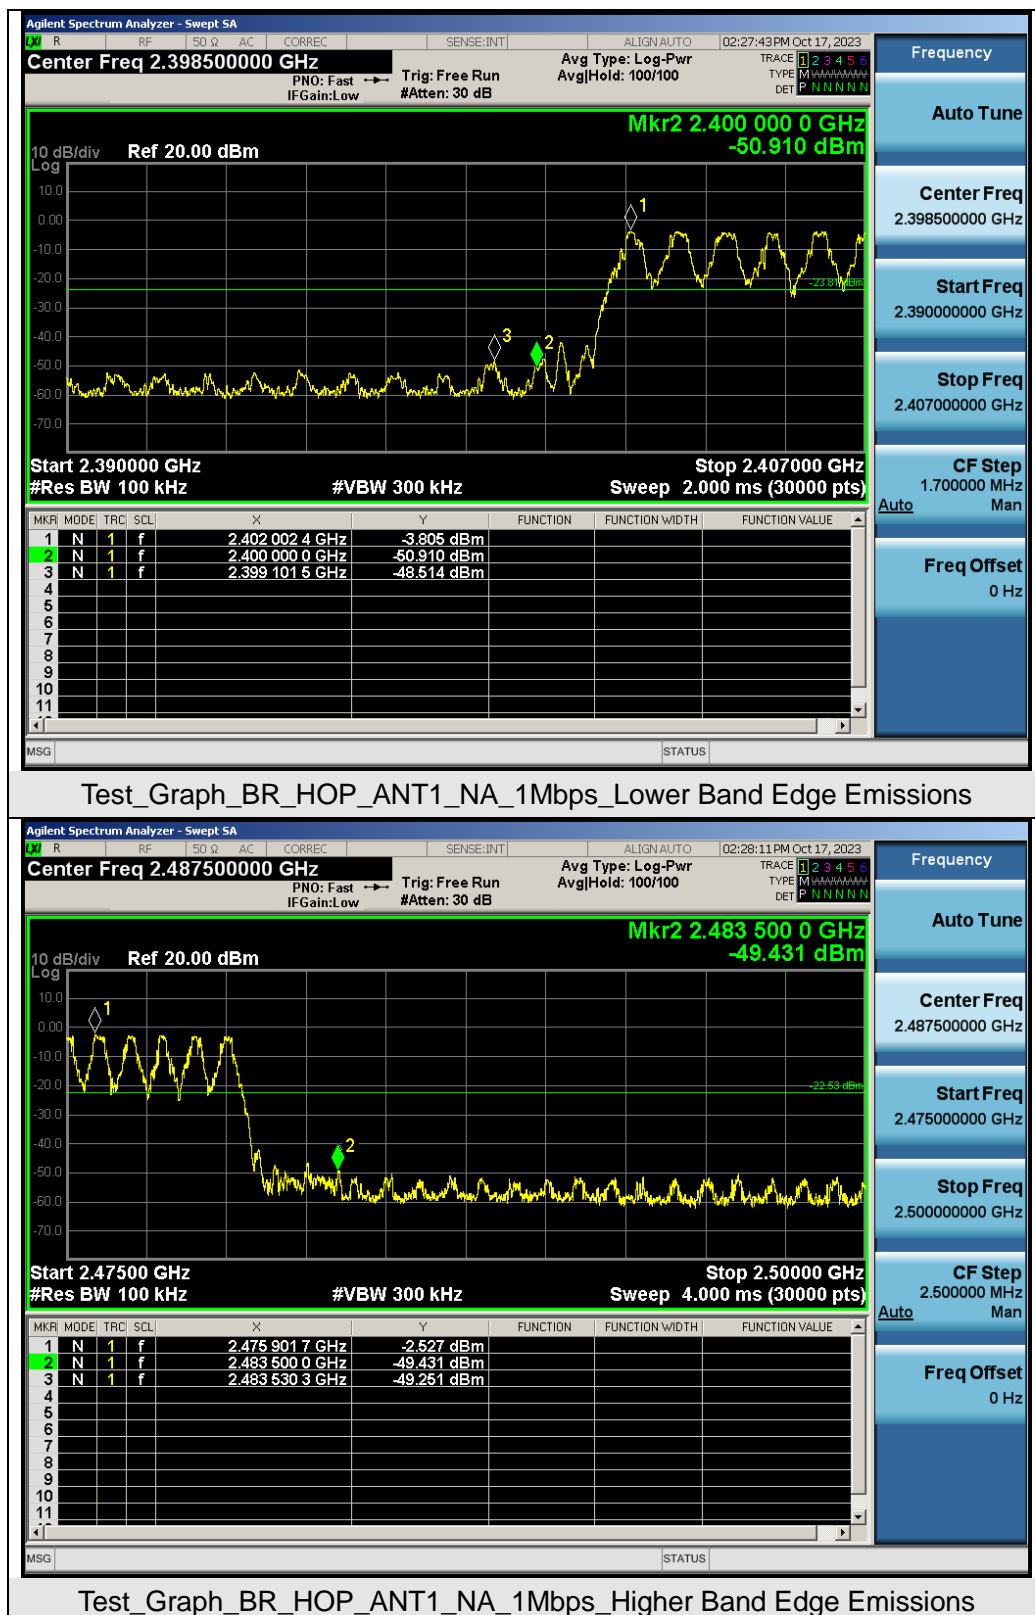 Agilent Spectrum Analyzer - Swept SA
LXI R RF 50 Ω AC CORREC SENSE:INT ALIGN AUTO 02:27:43 PM Oct 17, 2023
Center Freq 2.398500000 GHz
PNO: Fast IFGain:Low
Trig: Free Run #Atten: 30 dB
Avg Type: Log-Pwr Avg|Hold: 100/100
TRACE 1 2 3 4 5 6
TYPE M
DET P N N N N N
Mkr2 2.400 000 0 GHz
-50.910 dBm
10 dB/div Ref 20.00 dBm
Log
10.0
0.00
-10.0
-20.0
-30.0
-40.0
-50.0
-60.0
-70.0
1
2
3
-23.81 dBm
Start 2.390000 GHz Stop 2.407000 GHz
#Res BW 100 kHz #VBW 300 kHz Sweep 2.000 ms (30000 pts)
MKR MODE TRC SCL X Y FUNCTION FUNCTION WIDTH FUNCTION VALUE
1 N 1 f 2.402 002 4 GHz -3.805 dBm
2 N 1 f 2.400 000 0 GHz -50.910 dBm
3 N 1 f 2.399 101 5 GHz -48.514 dBm
4
5
6
7
8
9
10
11
MSG STATUS
Frequency
Auto Tune
Center Freq
2.398500000 GHz
Start Freq
2.390000000 GHz
Stop Freq
2.407000000 GHz
CF Step
1.700000 MHz
Auto Man
Freq Offset
0 Hz
Test_Graph_BR_HOP_ANT1_NA_1Mbps_Lower Band Edge Emissions
Agilent Spectrum Analyzer - Swept SA
LXI R RF 50 Ω AC CORREC SENSE:INT ALIGN AUTO 02:28:11 PM Oct 17, 2023
Center Freq 2.487500000 GHz
PNO: Fast IFGain:Low
Trig: Free Run #Atten: 30 dB
Avg Type: Log-Pwr Avg|Hold: 100/100
TRACE 1 2 3 4 5 6
TYPE M
DET P N N N N N
Mkr2 2.483 500 0 GHz
-49.431 dBm
10 dB/div Ref 20.00 dBm
Log
10.0
0.00
-10.0
-20.0
-30.0
-40.0
-50.0
-60.0
-70.0
1
2
-22.53 dBm
Start 2.47500 GHz Stop 2.50000 GHz
#Res BW 100 kHz #VBW 300 kHz Sweep 4.000 ms (30000 pts)
MKR MODE TRC SCL X Y FUNCTION FUNCTION WIDTH FUNCTION VALUE
1 N 1 f 2.475 901 7 GHz -2.527 dBm
2 N 1 f 2.483 500 0 GHz -49.431 dBm
3 N 1 f 2.483 530 3 GHz -49.251 dBm
4
5
6
7
8
9
10
11
MSG STATUS
Frequency
Auto Tune
Center Freq
2.487500000 GHz
Start Freq
2.475000000 GHz
Stop Freq
2.500000000 GHz
CF Step
2.500000 MHz
Auto Man
Freq Offset
0 Hz
Test_Graph_BR_HOP_ANT1_NA_1Mbps_Higher Band Edge Emissions